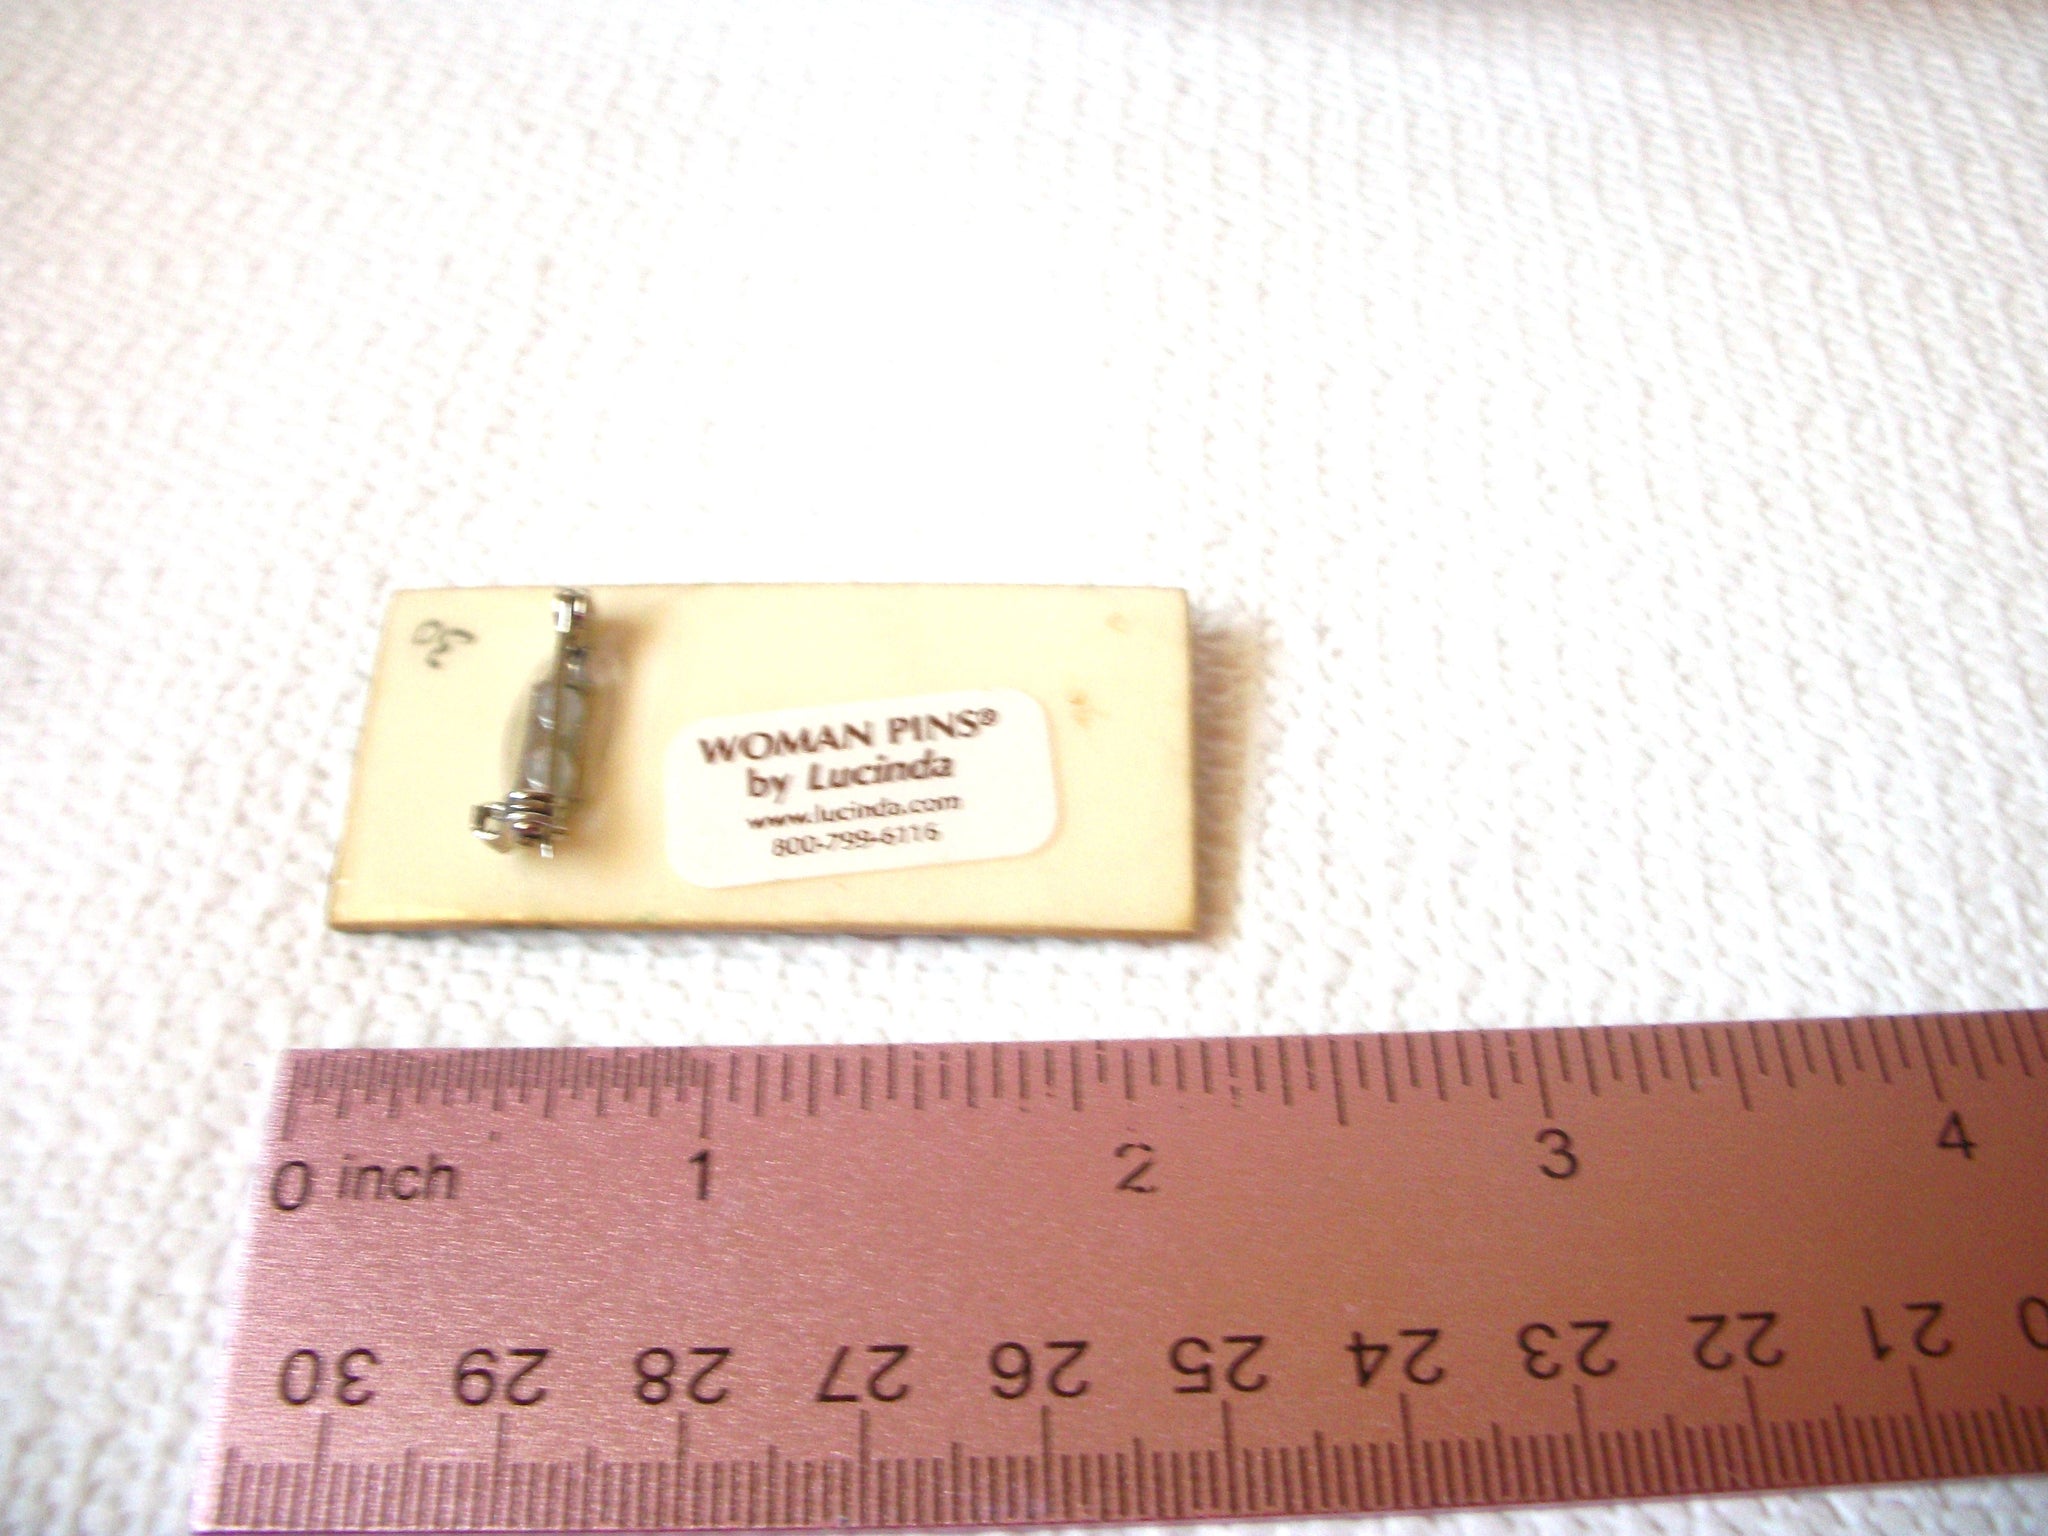 WOMAN PINS®
by Lucinda
www.lucinda.com
800-799-6116
0 inch 1 2 3 4
30 29 28 27 26 25 24 23 22 21